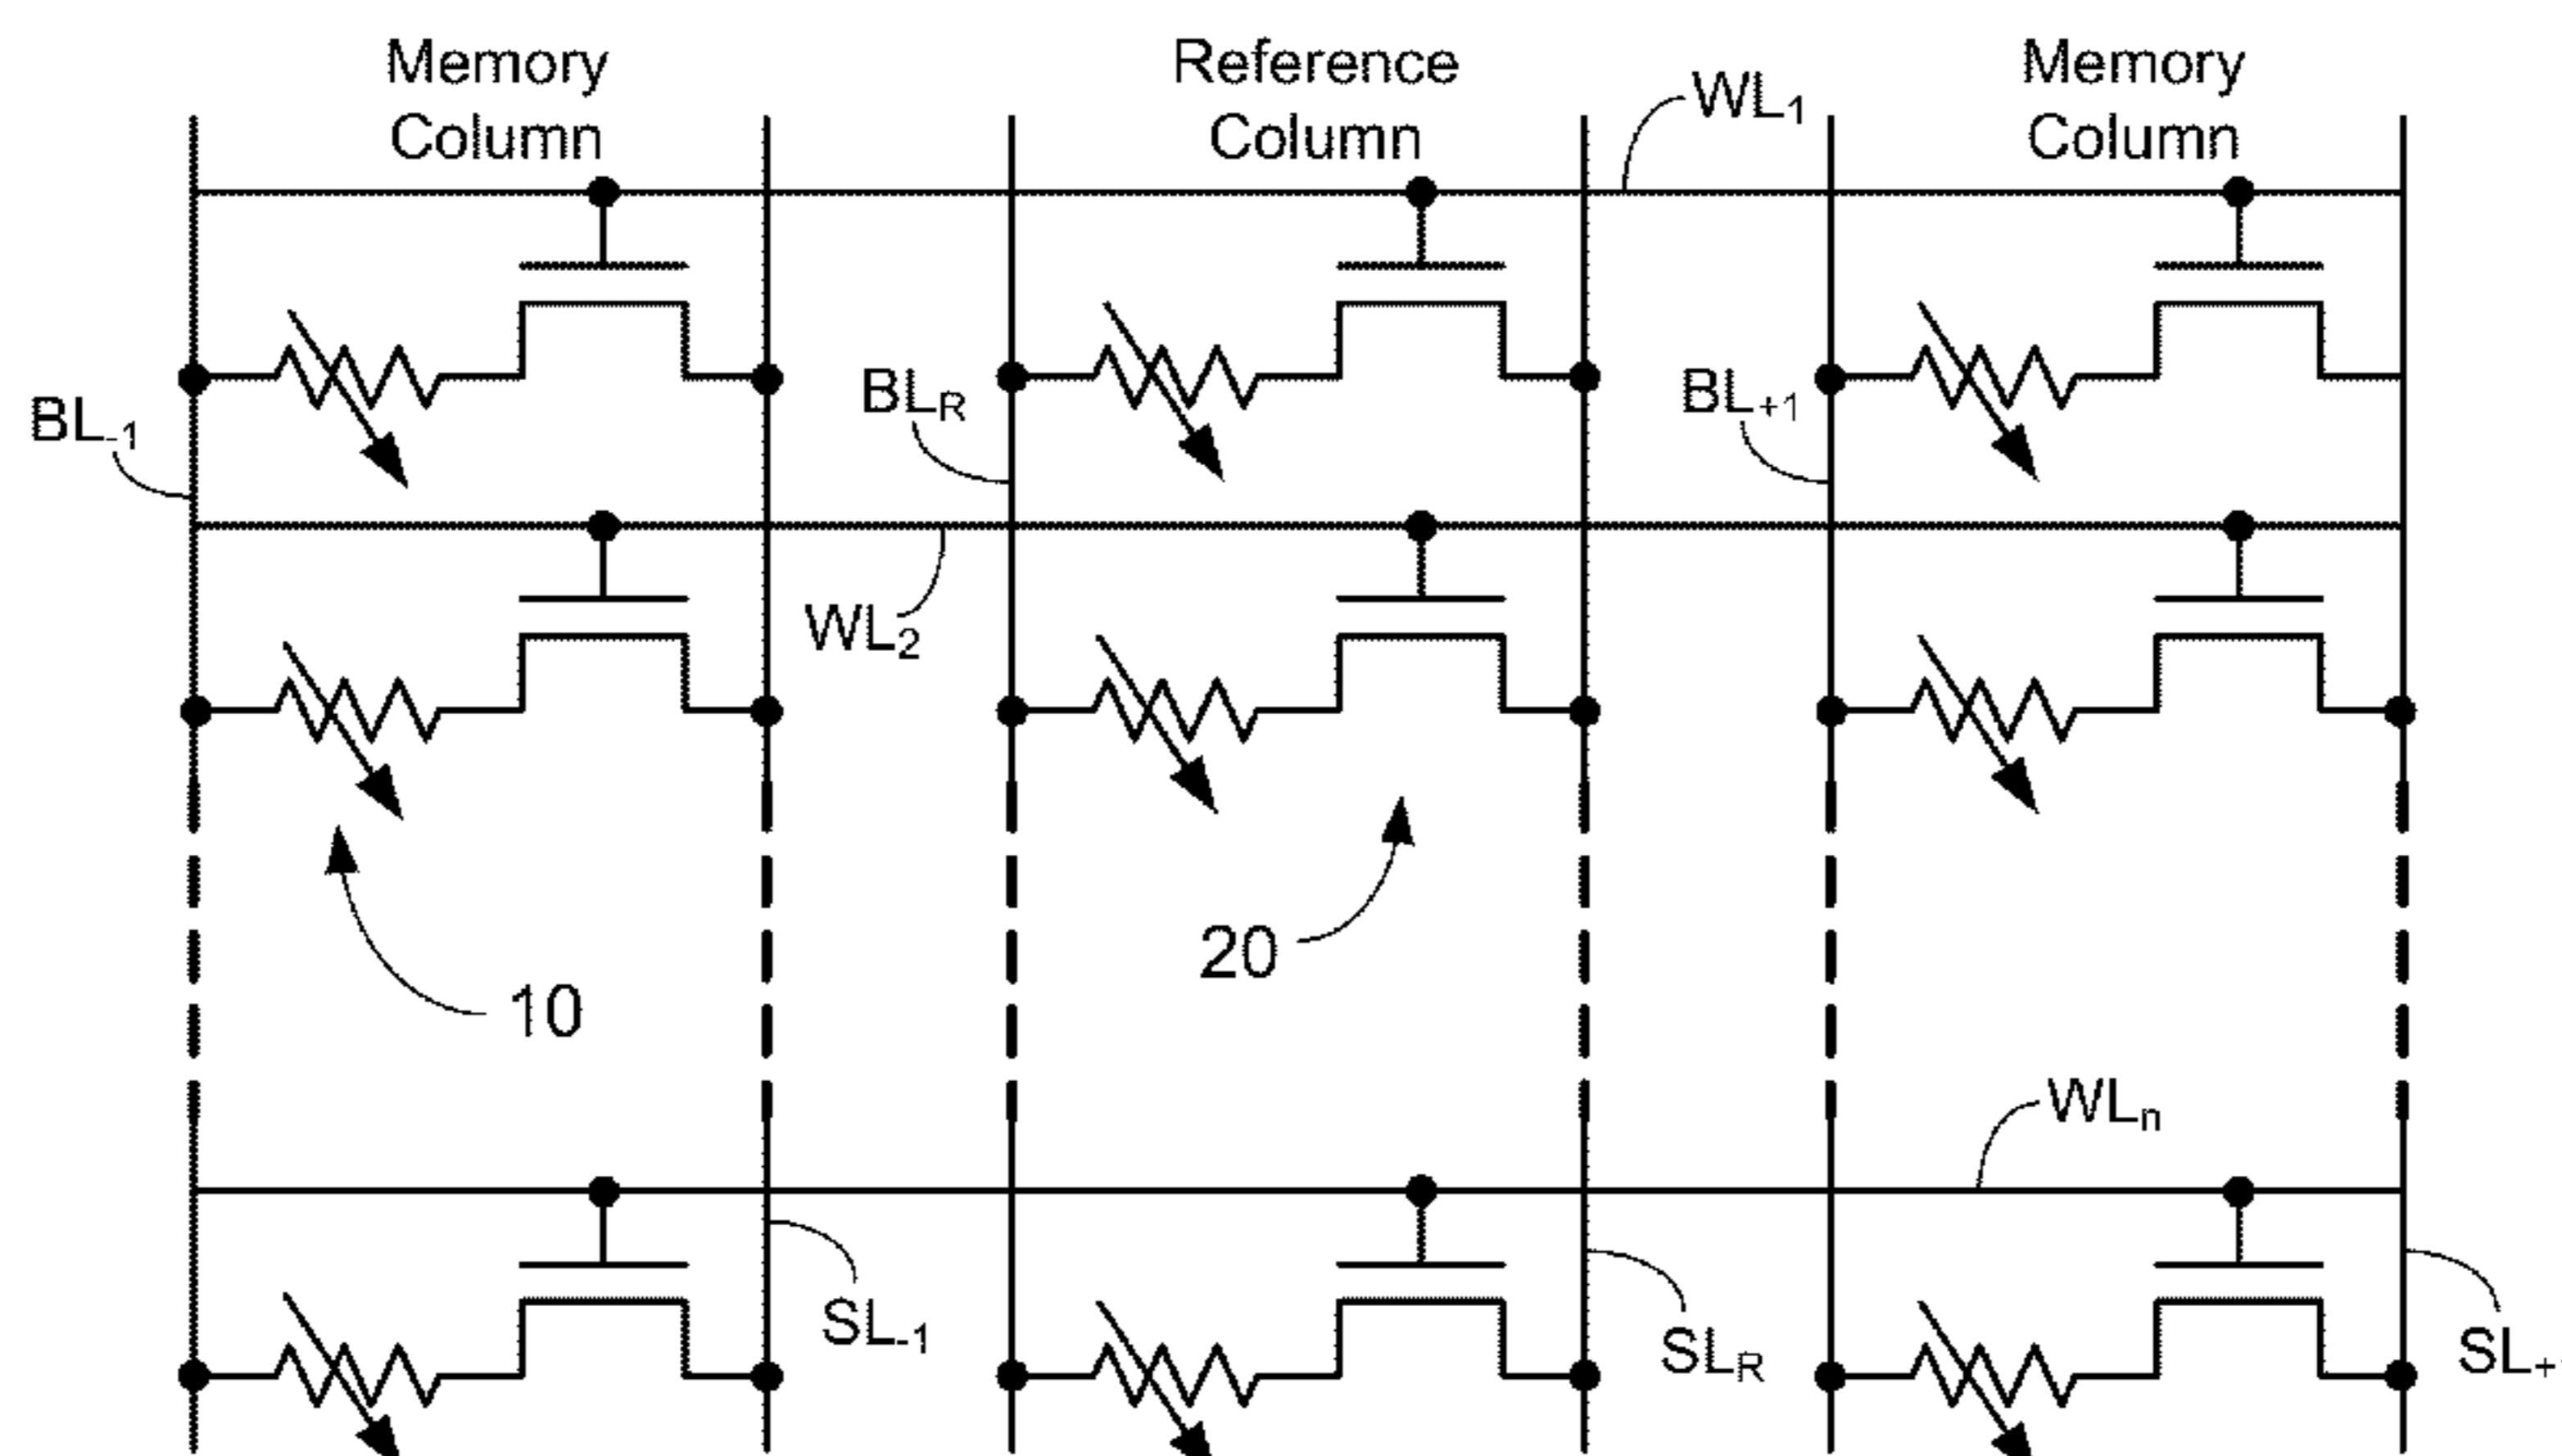 Memory
Column
Reference
Column
Memory
Column
WL1
BL-1
BLR
BL+1
WL2
10
20
WLn
SL-1
SLR
SL+